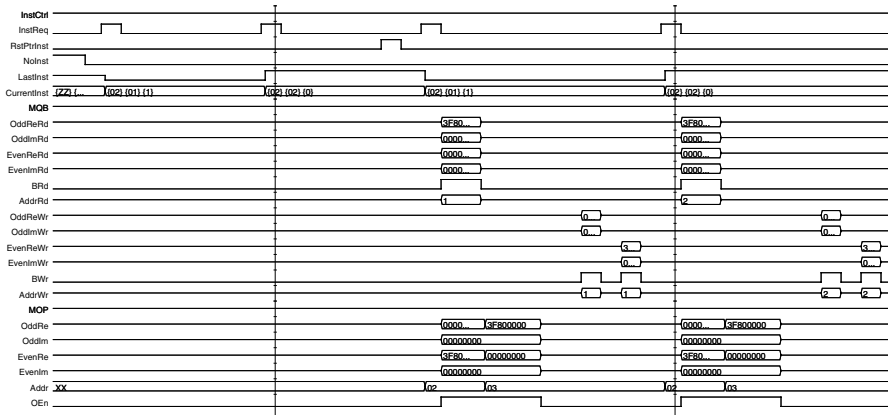 InstCtrl
InstReq
RstPtrInst
NoInst
LastInst
CurrentInst {ZZ} {... {02} {01} {1} {02} {02} {0} {02} {01} {1} {02} {02} {0}
MQB
OddReRd 3F80... 3F80...
OddImRd 0000... 0000...
EvenReRd 0000... 0000...
EvenImRd 0000... 0000...
BRd
AddrRd 1 2
OddReWr 0... 0...
OddImWr 0... 0...
EvenReWr 3... 3...
EvenImWr 0... 0...
BWr
AddrWr 1 1 2 2
MOP
OddRe 0000... 3F800000 0000... 3F800000
OddIm 00000000 00000000
EvenRe 3F80... 00000000 3F80... 00000000
EvenIm 00000000 00000000
Addr XX 02 03 02 03
OEn